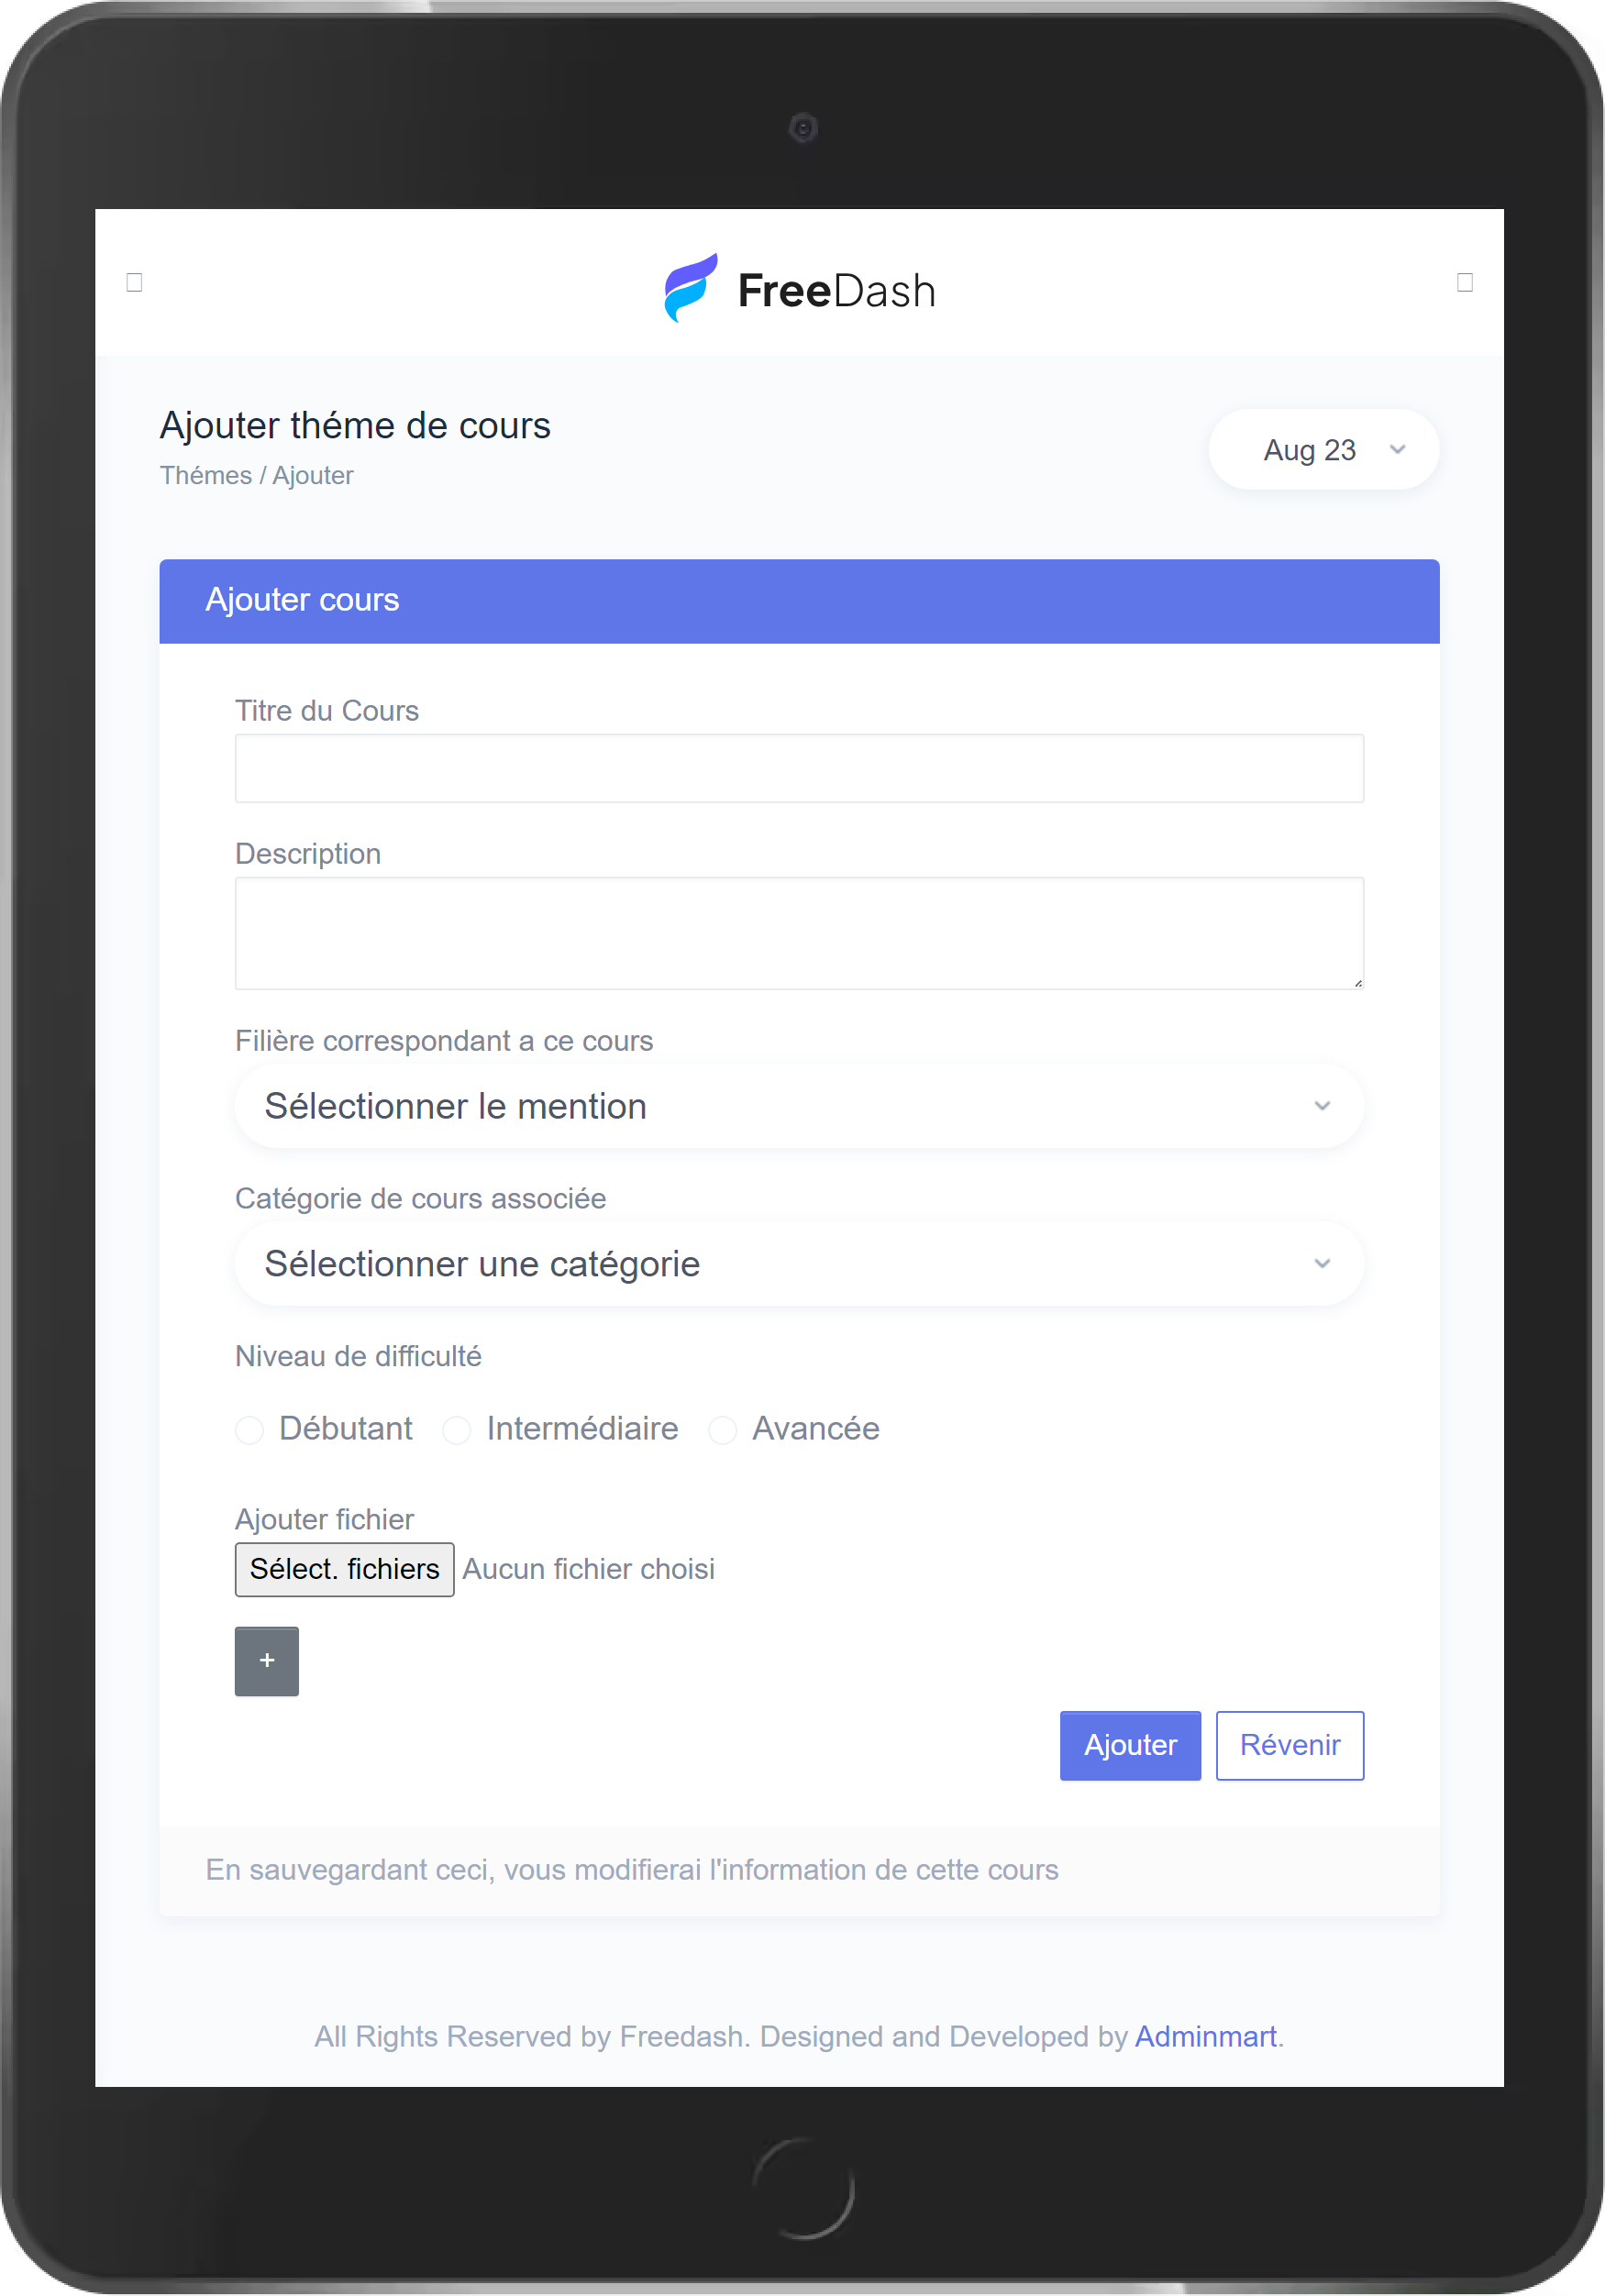 FreeDash
Ajouter théme de cours
Aug 23
Thémes / Ajouter
Ajouter cours
Titre du Cours
Description
Filière correspondant a ce cours
Sélectionner le mention
Catégorie de cours associée
Sélectionner une catégorie
Niveau de difficulté
Débutant Intermédiaire Avancée
Ajouter fichier
Sélect. fichiers Aucun fichier choisi
+
Ajouter Révenir
En sauvegardant ceci, vous modifierai l'information de cette cours
All Rights Reserved by Freedash. Designed and Developed by Adminmart.